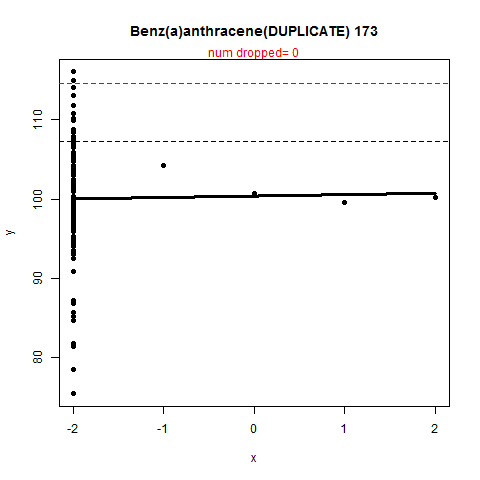 Benz(a)anthracene(DUPLICATE) 173
num dropped= 0
110
100
90
80
y
-2
-1
0
1
2
x